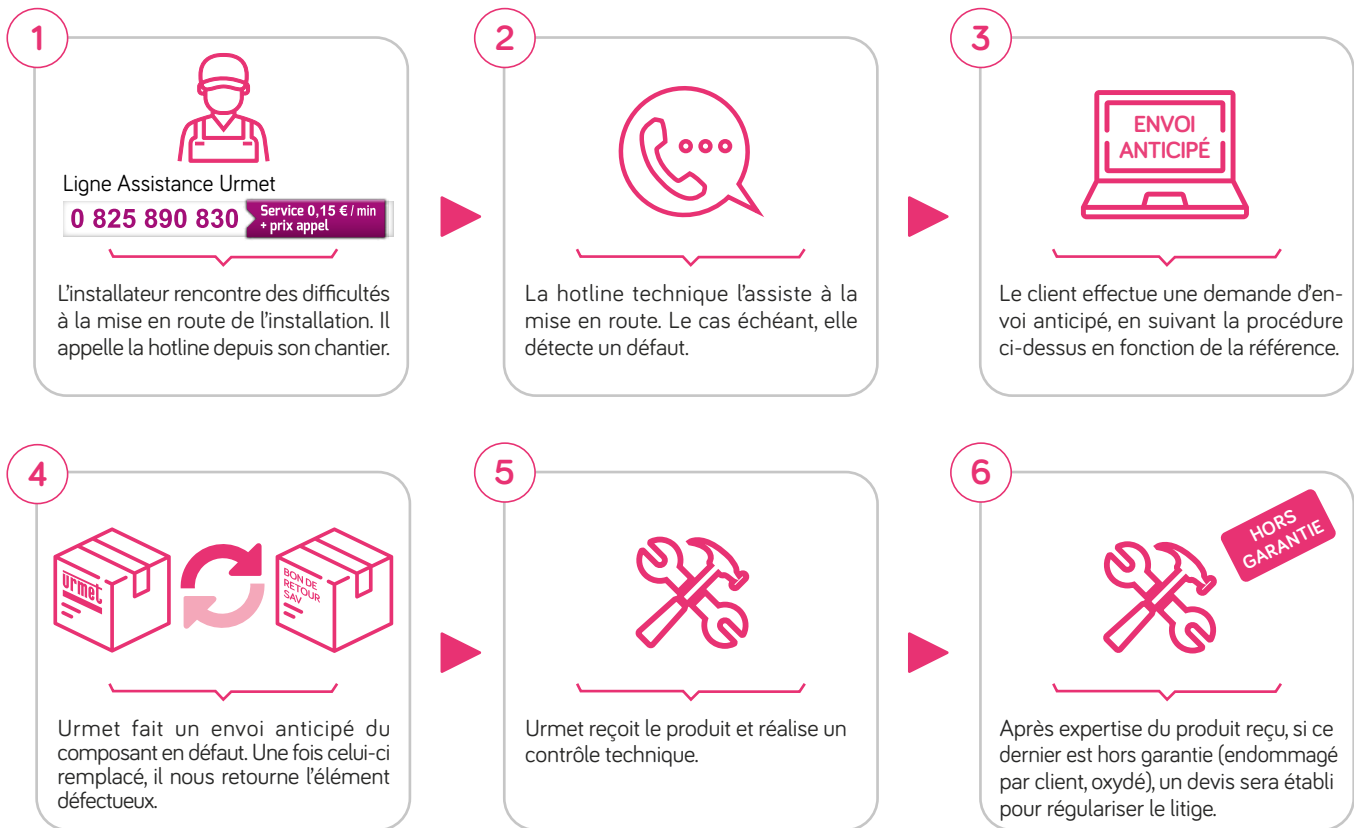 1
Ligne Assistance Urmet
0 825 890 830
Service 0,15 € / min
+ prix appel
L'installateur rencontre des difficultés
à la mise en route de l'installation. Il
appelle la hotline depuis son chantier.
2
La hotline technique l'assiste à la
mise en route. Le cas échéant, elle
détecte un défaut.
3
ENVOI
ANTICIPÉ
Le client effectue une demande d'en-
voi anticipé, en suivant la procédure
ci-dessus en fonction de la référence.
4
urmet
BON DE
RETOUR
SAV
Urmet fait un envoi anticipé du
composant en défaut. Une fois celui-ci
remplacé, il nous retourne l'élément
défectueux.
5
Urmet reçoit le produit et réalise un
contrôle technique.
6
HORS
GARANTIE
Après expertise du produit reçu, si ce
dernier est hors garantie (endommagé
par client, oxydé), un devis sera établi
pour régulariser le litige.